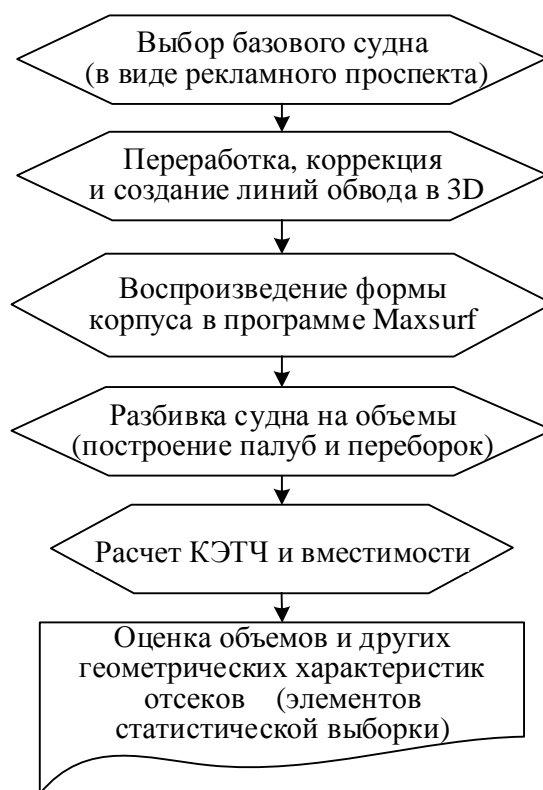 Выбор базового судна
(в виде рекламного проспекта)
Переработка, коррекция
и создание линий обвода в 3D
Воспроизведение формы
корпуса в программе Maxsurf
Разбивка судна на объемы
(построение палуб и переборок)
Расчет КЭТЧ и вместимости
Оценка объемов и других
геометрических характеристик
отсеков (элементов
статистической выборки)